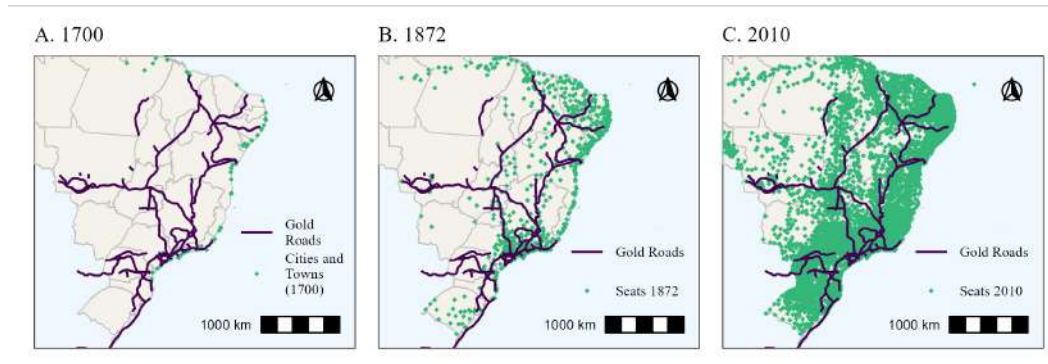 A. 1700
B. 1872
C. 2010
Gold
Roads
Cities and
Towns
(1700)
1000 km
Gold Roads
Seats 1872
1000 km
Gold Roads
Seats 2010
1000 km